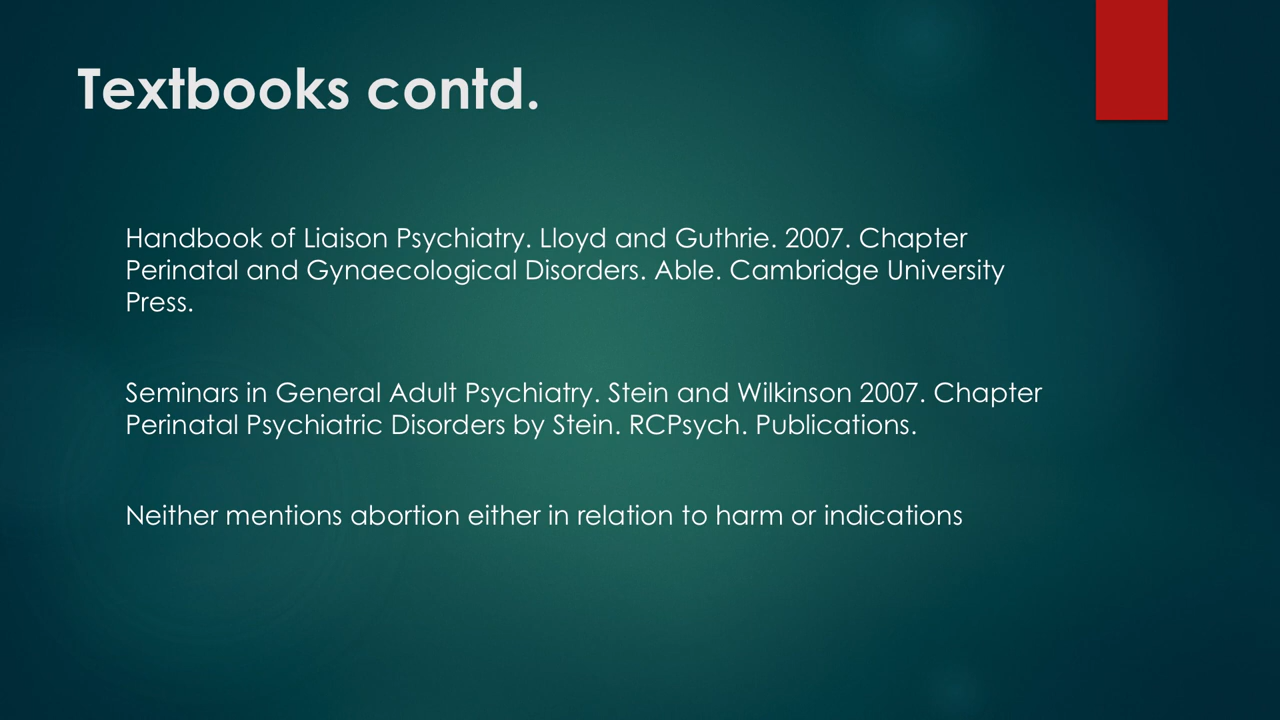 Textbooks contd.
Handbook of Liaison Psychiatry. Lloyd and Guthrie. 2007. Chapter
Perinatal and Gynaecological Disorders. Able. Cambridge University
Press.
Seminars in General Adult Psychiatry. Stein and Wilkinson 2007. Chapter
Perinatal Psychiatric Disorders by Stein. RCPsych. Publications.
Neither mentions abortion either in relation to harm or indications